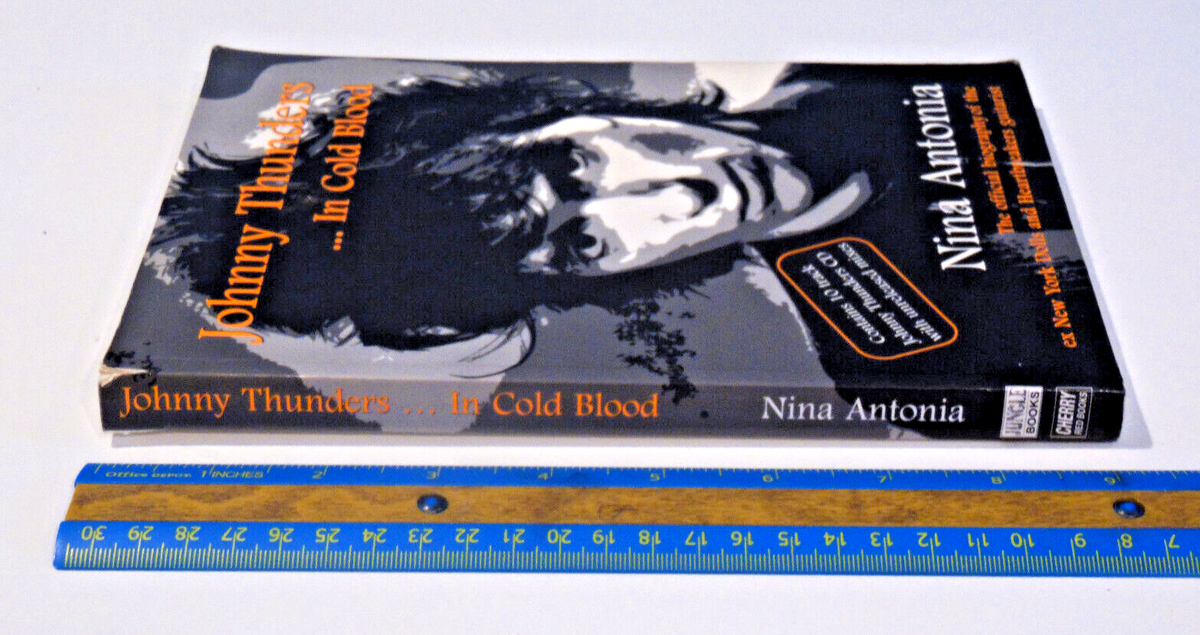 Johnny Thunders
... In Cold Blood
Nina Antonia
The official biography of the
ex New York Dolls and Heartbreakers guitarist
Contains 10 track
Johnny Thunders CD
with unreleased mixes
Johnny Thunders ... In Cold Blood
Nina Antonia
JUNGLE
BOOKS
CHERRY
RED BOOKS
OFFICE DEPOT 1 INCHES 2 3 4 5 6 7 8 9
30 29 28 27 26 25 24 23 22 21 20 19 18 17 16 15 14 13 12 11 10 9 8 7